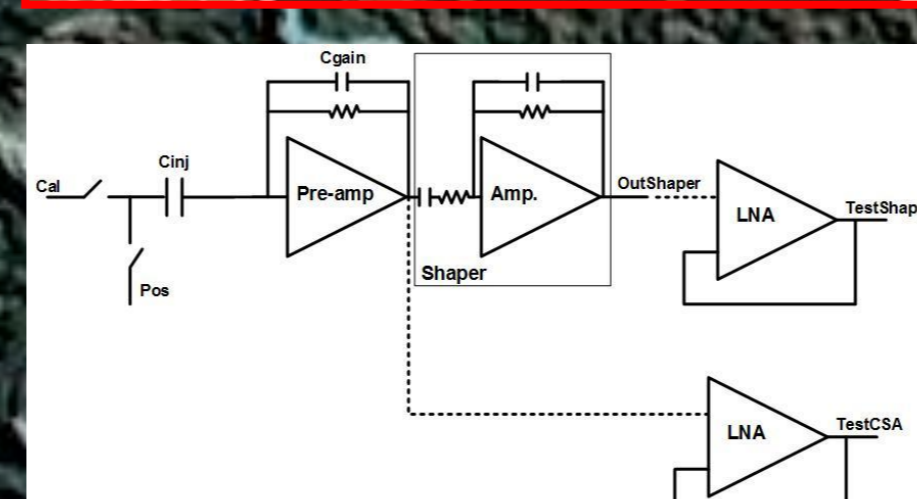 Cgain
Cinj
Cal
Pos
Pre-amp
Amp.
Shaper
OutShaper
LNA
TestShap
LNA
TestCSA